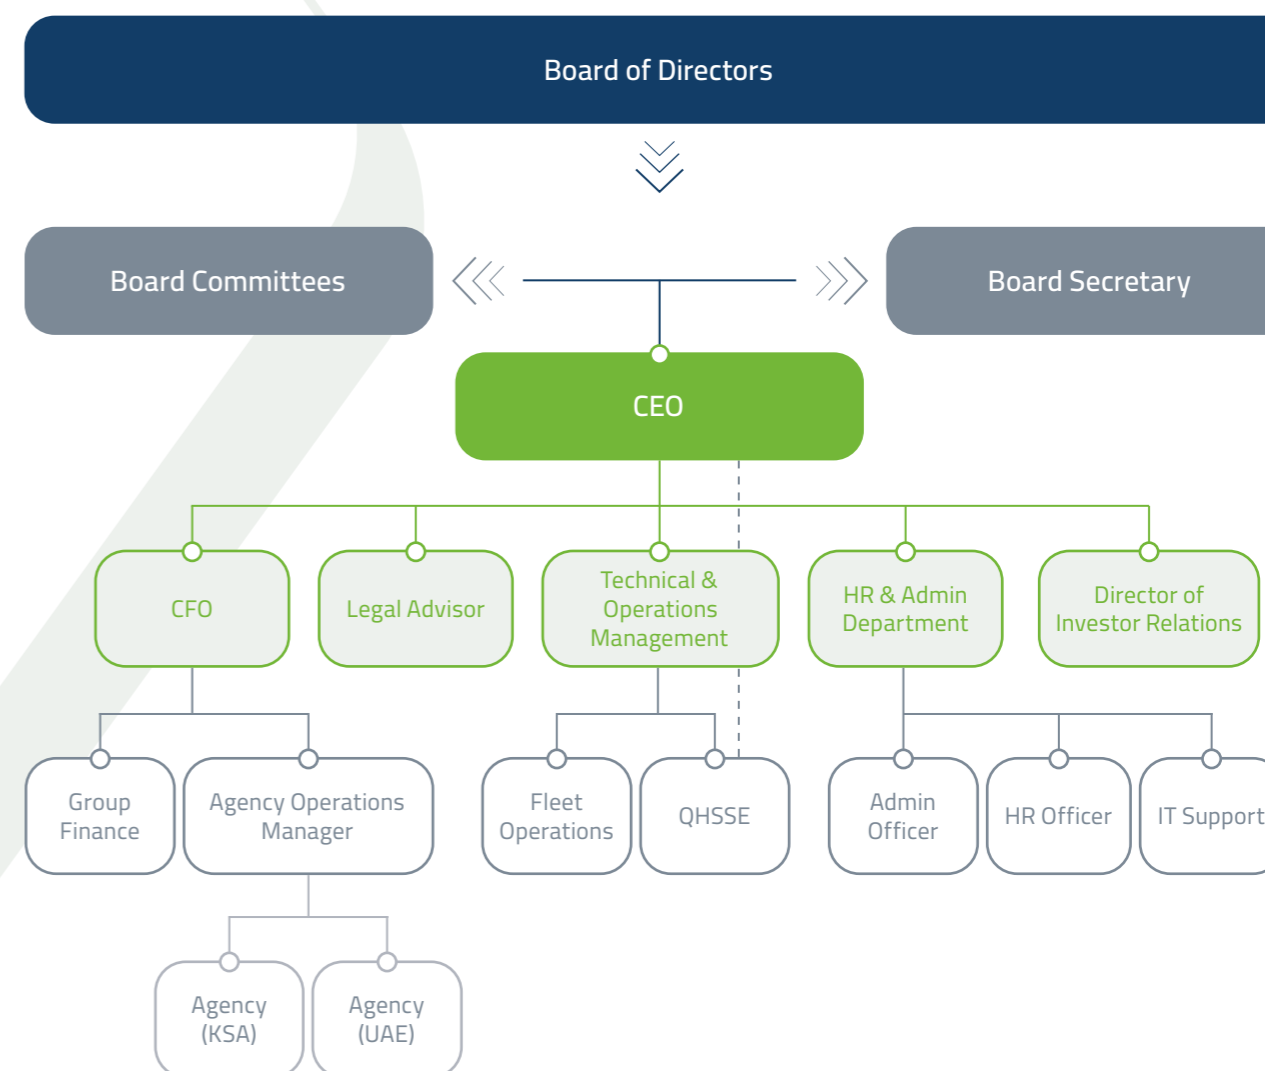 Board of Directors
Board Committees
Board Secretary
CEO
CFO
Legal Advisor
Technical &
Operations
Management
HR & Admin
Department
Director of
Investor Relations
Group
Finance
Agency Operations
Manager
Fleet
Operations
QHSSE
Admin
Officer
HR Officer
IT Support
Agency
(KSA)
Agency
(UAE)